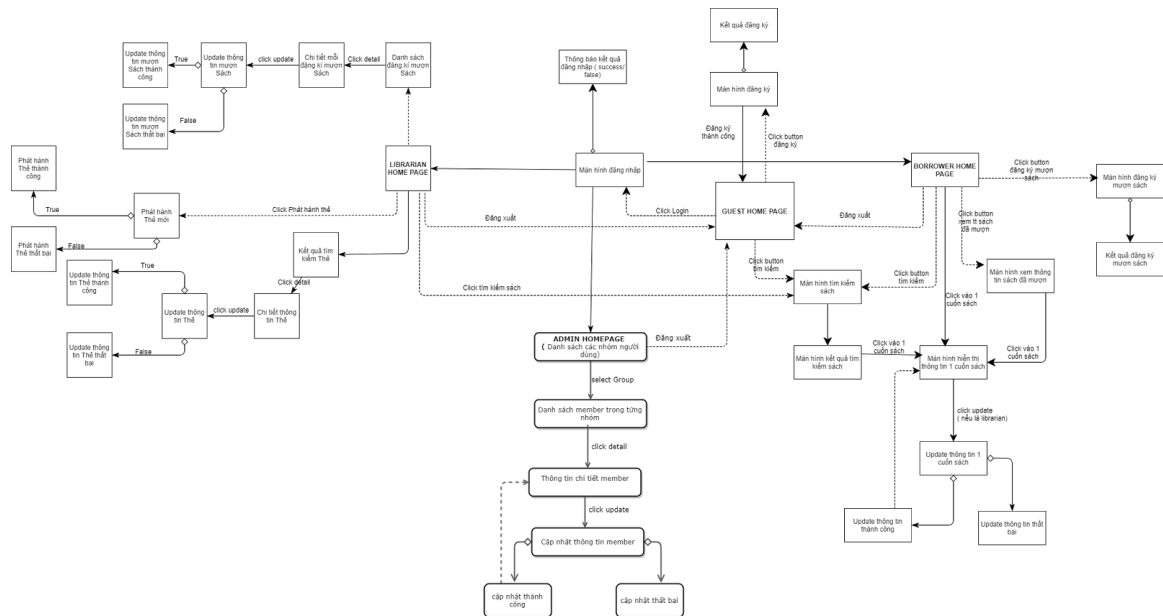 Kết quả đăng ký
Update thông
tin mượn
Sách thành công
True
Update thông
tin mượn
Sách
click update
Chi tiết mỗi
đăng kí mượn
Sách
Click detail
Danh sách
đăng kí mượn
Sách
Thông báo kết quả
đăng nhập ( success/
false)
Màn hình đăng ký
Update thông
tin mượn
Sách thất bại
False
Đăng ký
thành công
Click button
đăng ký
Phát hành
Thẻ thành
công
LIBRARIAN
HOME PAGE
Màn hình đăng nhập
BORROWER HOME
PAGE
Click button
đăng ký mượn
sách
Màn hình đăng ký
mượn sách
True
Phát hành
Thẻ mới
Click Phát hành thẻ
Click Login
GUEST HOME PAGE
Đăng xuất
Đăng xuất
Click button
xem tt sách
đã mượn
Phát hành
Thẻ thất bại
False
Kết quả tìm
kiếm Thẻ
Kết quả đăng ký
mượn sách
Update thông
tin Thẻ thành
công
True
Click detail
Click button
tìm kiếm
Click button
tìm kiếm
Màn hình xem thông
tin sách đã mượn
Click tìm kiếm sách
Màn hình tìm kiếm
sách
Update thông
tin Thẻ
click update
Chi tiết thông
tin Thẻ
Click vào 1
cuốn sách
Update thông
tin Thẻ thất
bại
False
ADMIN HOMEPAGE
( Danh sách các nhóm người
dùng)
Đăng xuất
Click vào 1
cuốn sách
Click vào 1
cuốn sách
Màn hình kết quả tìm
kiếm sách
Màn hình hiển thị
thông tin 1 cuốn sách
select Group
Danh sách member trong từng
nhóm
click update
( nếu là librarian)
click detail
Update thông tin 1
cuốn sách
Thông tin chi tiết member
click update
Update thông tin
thành công
Update thông tin thất
bại
Cập nhật thông tin member
cập nhật thành
công
cập nhật thất bại